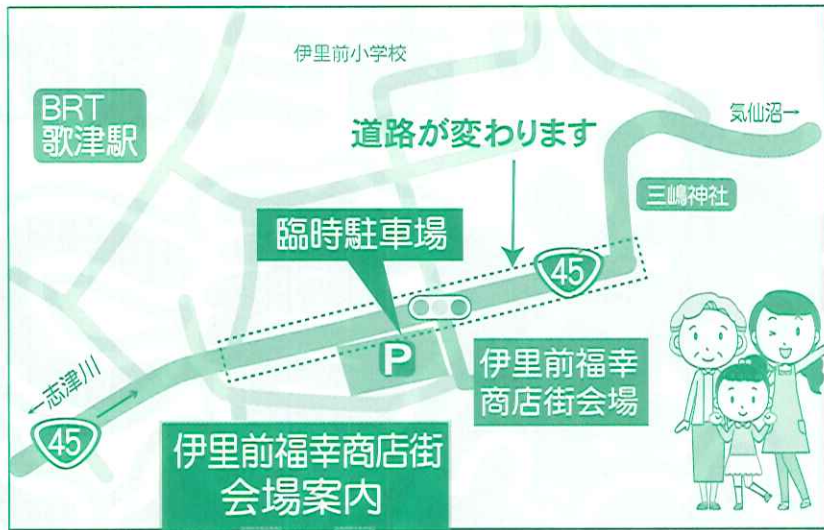 伊里前小学校
BRT
歌津駅
気仙沼→
道路が変わります
三嶋神社
臨時駐車場
45
P
伊里前福幸
商店街会場
←志津川
45
伊里前福幸商店街
会場案内